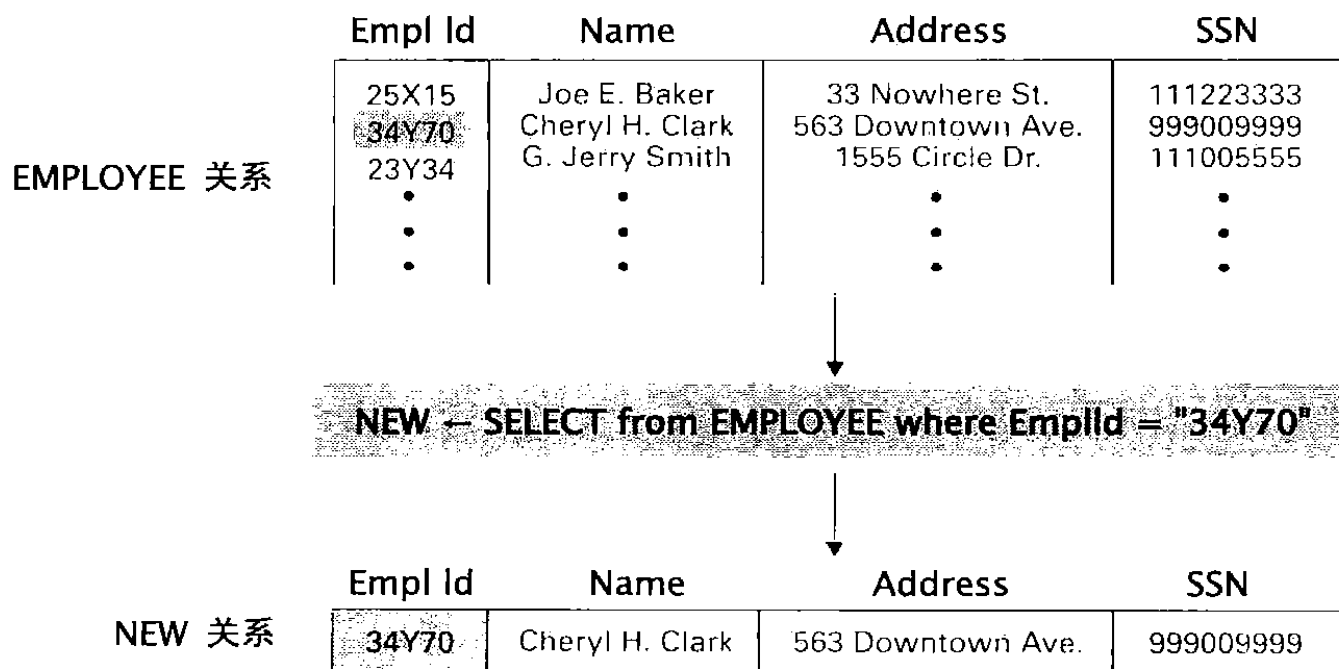 Empl Id Name Address SSN
25X15 Joe E. Baker 33 Nowhere St. 111223333
34Y70 Cheryl H. Clark 563 Downtown Ave. 999009999
23Y34 G. Jerry Smith 1555 Circle Dr. 111005555
EMPLOYEE 关系
NEW ← SELECT from EMPLOYEE where EmplId = "34Y70"
Empl Id Name Address SSN
NEW 关系 34Y70 Cheryl H. Clark 563 Downtown Ave. 999009999